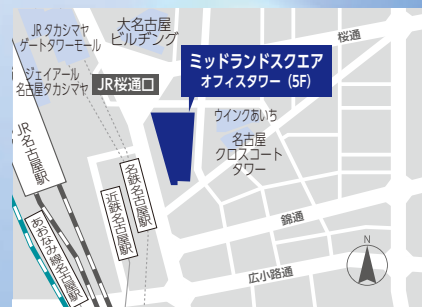 JRタカシマヤ
ゲートタワーモール
大名古屋
ビルヂング
桜通
ミッドランドスクエア
オフィスタワー（5F）
ジェイアール
名古屋タカシマヤ
JR桜通口
ウインクあいち
名古屋
クロスコート
タワー
JR名古屋駅
名鉄名古屋駅
近鉄名古屋駅
あおなみ線名古屋駅
錦通
広小路通
N